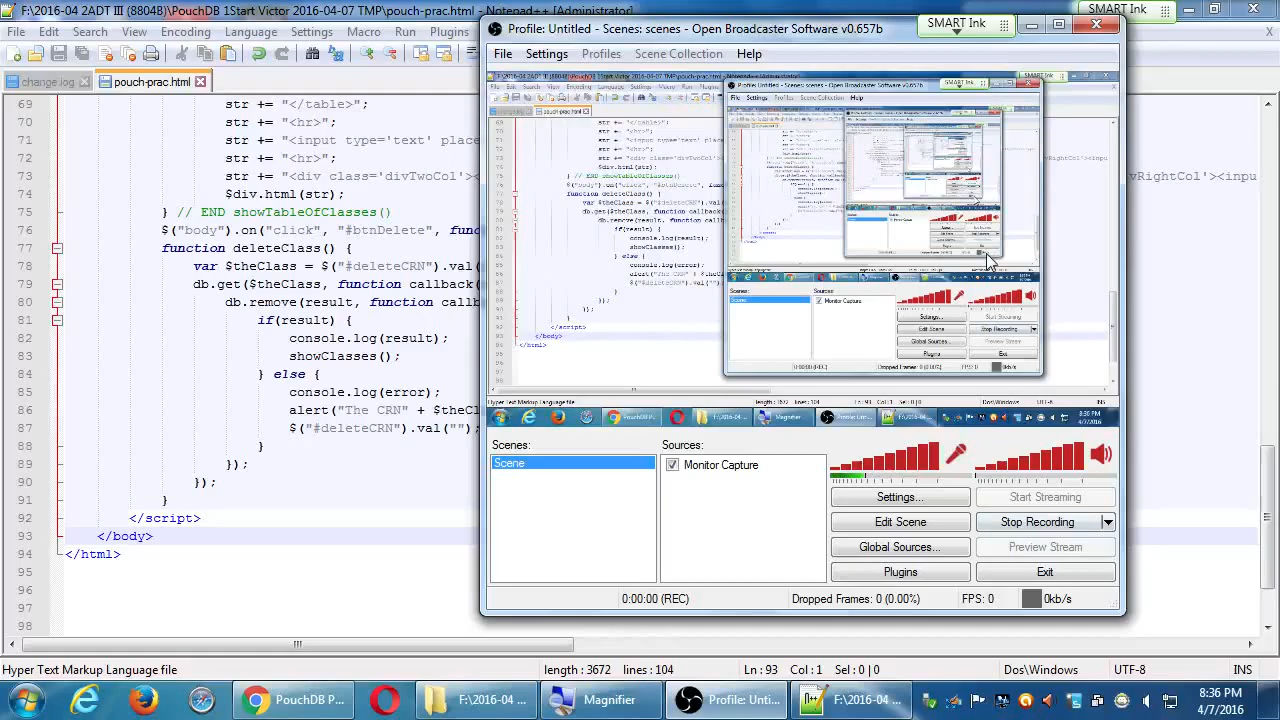 F:\2016-04 2ADT III (8804B)\PouchDB 1Start Victor 2016-04-07 TMP\pouch-prac.html - Notepad++ [Administrator]
SMART Ink
File Edit Search View Encoding Language Settings Macro Run Plugins
X
change log
pouch-prac.html
69 str += "</table>";
70 str += "<hr>";
71 str += "<input type='text' place
72 str += "<hr>";
73 str += "<div class='divTwoCol'><
vRightCol'><inpu
74 $div.html(str);
75 } // END showTableOfClasses()
76 $("body").on("click", "#btnDelete", func
77 function deleteClass() {
78 var $theClass = $("#deleteCRN").val(
79 db.get($theClass, function callback(
80 db.remove(result, function callb
81 if(result) {
82 console.log(result);
83 showClasses();
84 } else {
85 console.log(error);
86 alert("The CRN" + $theCl
87 $("#deleteCRN").val("");
88 }
89 });
90 });
91 }
92 </script>
93 </body>
94 </html>
95
96
97
98
Hyper Text Markup Language file
length : 3672 lines : 104
Ln : 93 Col : 1 Sel : 0 | 0
Dos\Windows
UTF-8
INS
Profile: Untitled - Scenes: scenes - Open Broadcaster Software v0.657b
SMART Ink
File Settings Profiles Scene Collection Help
Scenes:
Scene
Sources:
Monitor Capture
Settings...
Start Streaming
Edit Scene
Stop Recording
Global Sources...
Preview Stream
Plugins
Exit
0:00:00 (REC)
Dropped Frames: 0 (0.00%)
FPS: 0
0kb/s
PouchDB P...
F:\2016-04 ...
Magnifier
Profile: Unti...
F:\2016-04 ...
8:36 PM
4/7/2016